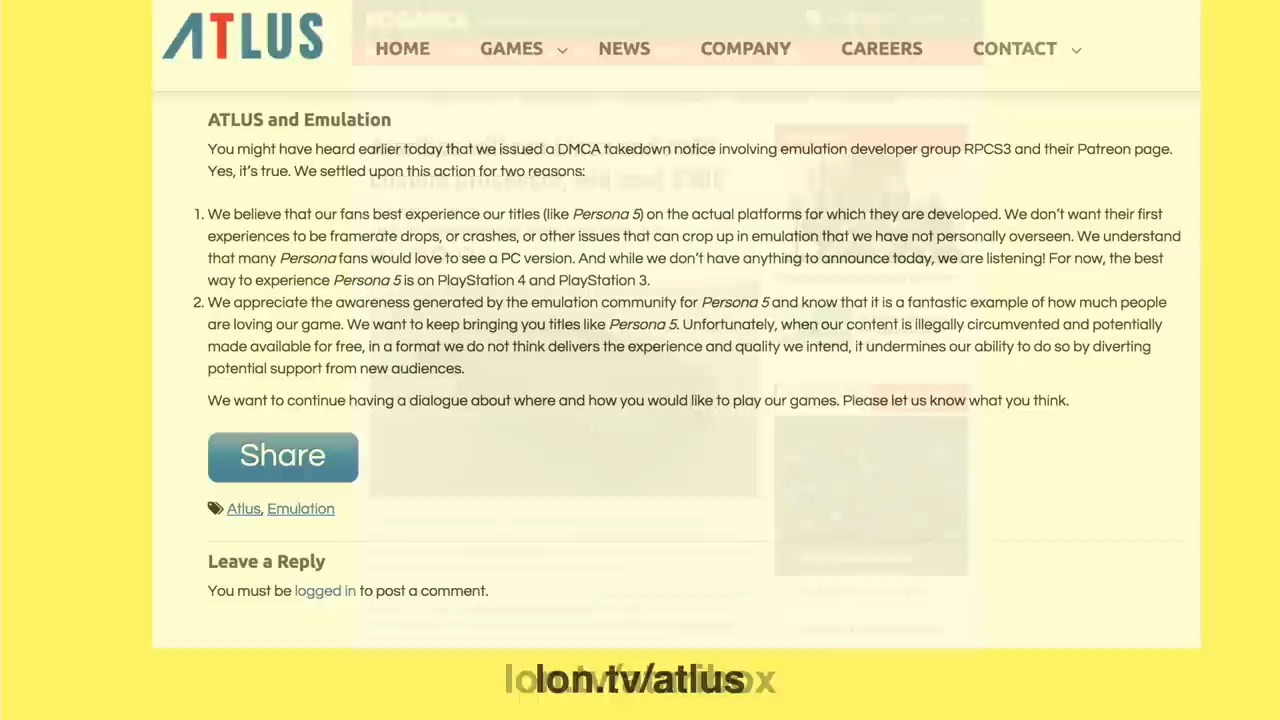 ATLUS
HOME GAMES NEWS COMPANY CAREERS CONTACT
ATLUS and Emulation
You might have heard earlier today that we issued a DMCA takedown notice involving emulation developer group RPCS3 and their Patreon page.
Yes, it's true. We settled upon this action for two reasons:
1. We believe that our fans best experience our titles (like Persona 5) on the actual platforms for which they are developed. We don't want their first
experiences to be framerate drops, or crashes, or other issues that can crop up in emulation that we have not personally overseen. We understand
that many Persona fans would love to see a PC version. And while we don't have anything to announce today, we are listening! For now, the best
way to experience Persona 5 is on PlayStation 4 and PlayStation 3.
2. We appreciate the awareness generated by the emulation community for Persona 5 and know that it is a fantastic example of how much people
are loving our game. We want to keep bringing you titles like Persona 5. Unfortunately, when our content is illegally circumvented and potentially
made available for free, in a format we do not think delivers the experience and quality we intend, it undermines our ability to do so by diverting
potential support from new audiences.
We want to continue having a dialogue about where and how you would like to play our games. Please let us know what you think.
Share
Atlus, Emulation
Leave a Reply
You must be logged in to post a comment.
lon.tv/atlus